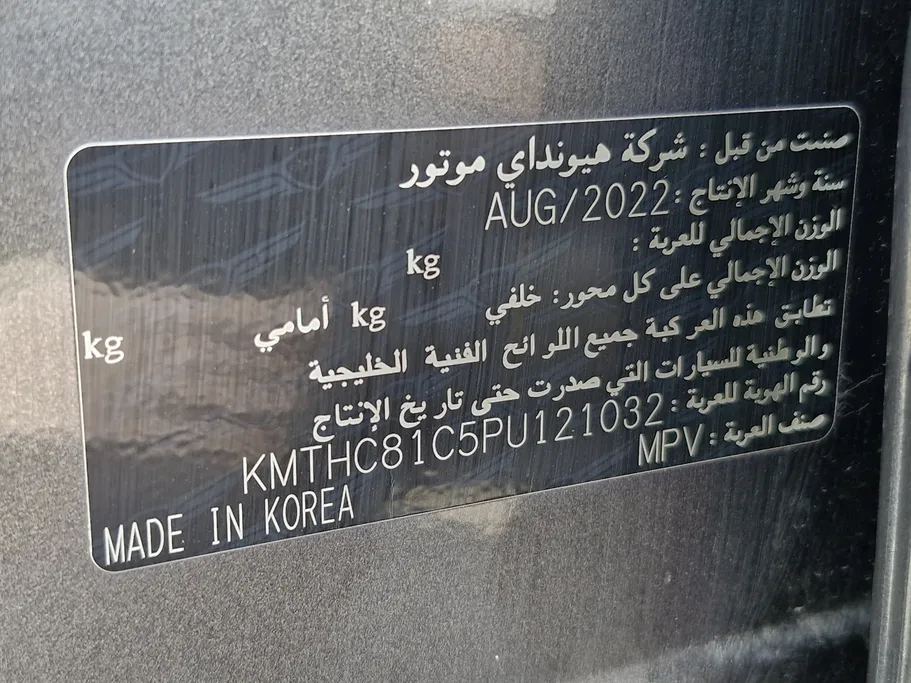 صنعت من قبل : شركة هيونداي موتور
سنة وشهر الإنتاج : AUG/2022
الوزن الإجمالي للعربة : kg
الوزن الإجمالي على كل محور: خلفي kg أمامي kg
تطابق هذه المركبة جميع اللوائح الفنية الخليجية
والوطنية للسيارات التي صدرت حتى تاريخ الإنتاج
رقم الهوية للعربة : KMTHC81C5PU121032
صنف العربة : MPV
MADE IN KOREA